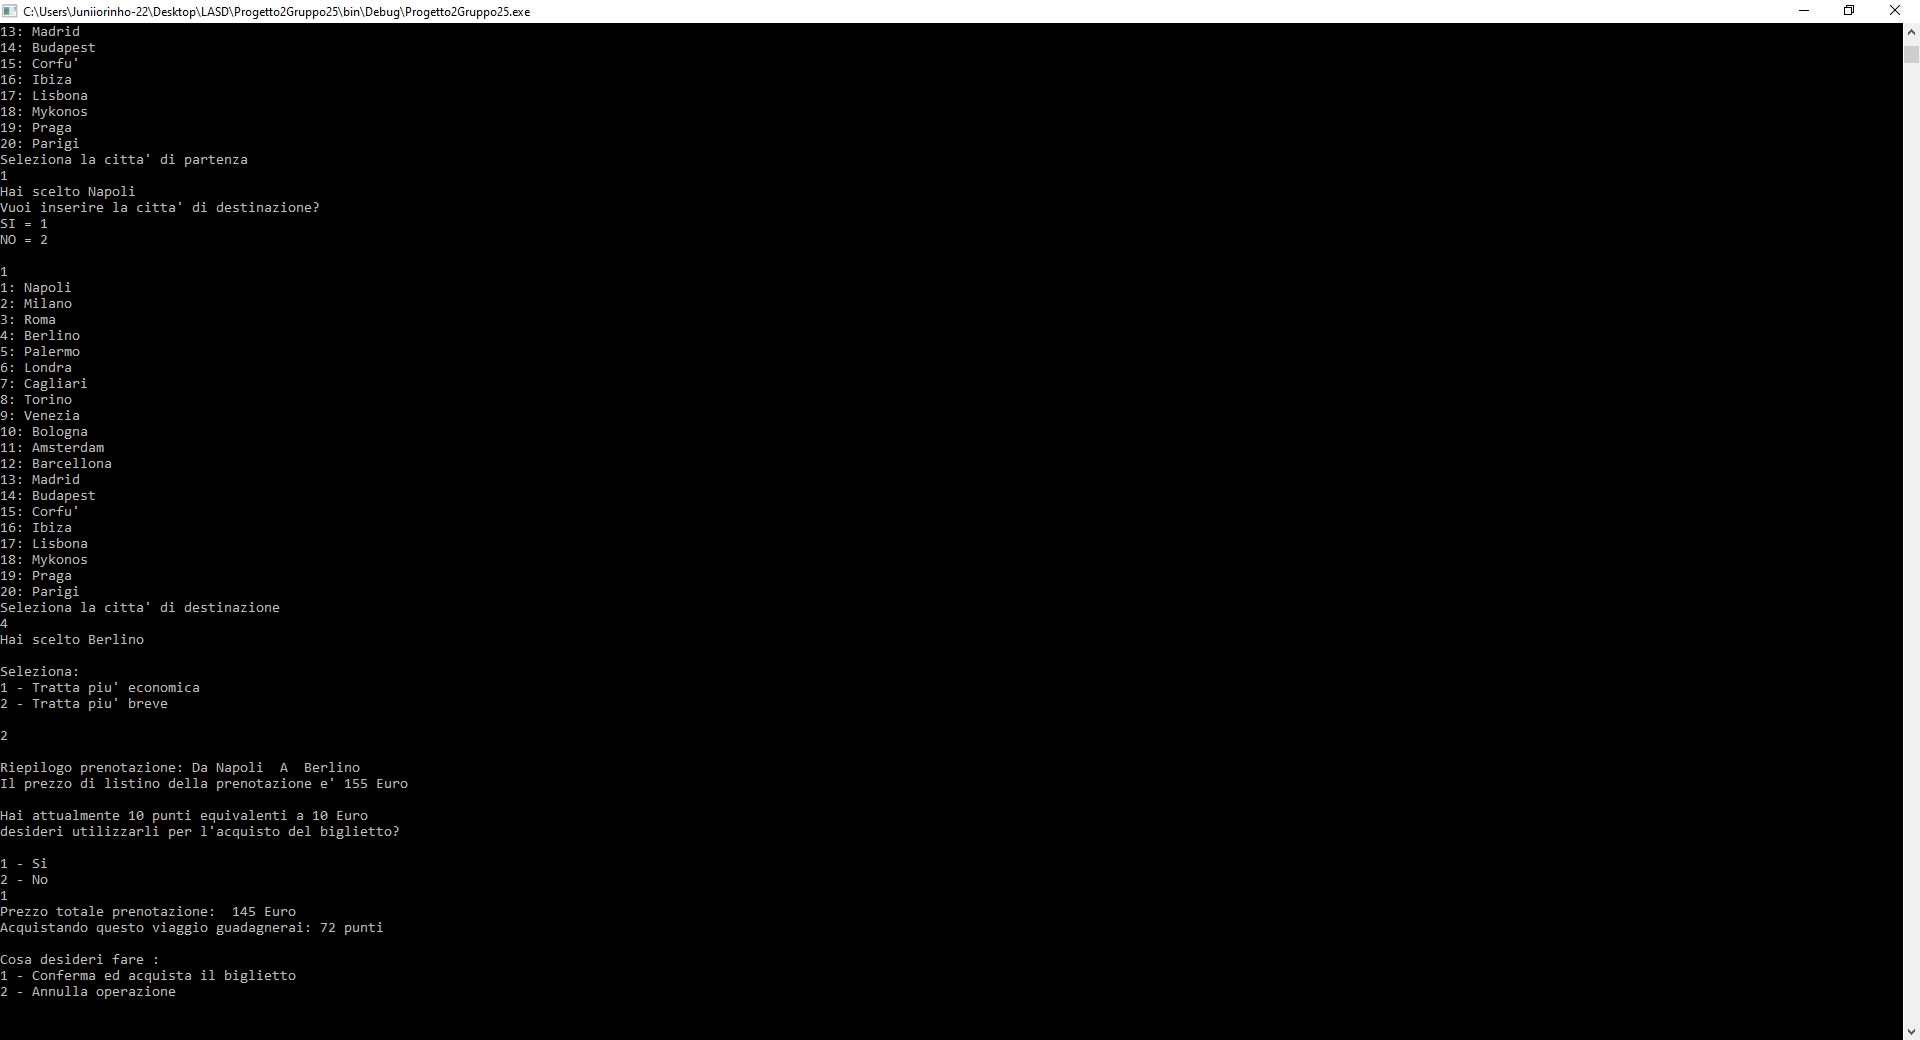 C:\Users\Juniiorinho-22\Desktop\LASD\Progetto2Gruppo25\bin\Debug\Progetto2Gruppo25.exe
13: Madrid
14: Budapest
15: Corfu'
16: Ibiza
17: Lisbona
18: Mykonos
19: Praga
20: Parigi
Seleziona la citta' di partenza
1
Hai scelto Napoli
Vuoi inserire la citta' di destinazione?
SI = 1
NO = 2
1
1: Napoli
2: Milano
3: Roma
4: Berlino
5: Palermo
6: Londra
7: Cagliari
8: Torino
9: Venezia
10: Bologna
11: Amsterdam
12: Barcellona
13: Madrid
14: Budapest
15: Corfu'
16: Ibiza
17: Lisbona
18: Mykonos
19: Praga
20: Parigi
Seleziona la citta' di destinazione
4
Hai scelto Berlino
Seleziona:
1 - Tratta piu' economica
2 - Tratta piu' breve
2
Riepilogo prenotazione: Da Napoli  A  Berlino
Il prezzo di listino della prenotazione e' 155 Euro
Hai attualmente 10 punti equivalenti a 10 Euro
desideri utilizzarli per l'acquisto del biglietto?
1 - Si
2 - No
1
Prezzo totale prenotazione:  145 Euro
Acquistando questo viaggio guadagnerai: 72 punti
Cosa desideri fare :
1 - Conferma ed acquista il biglietto
2 - Annulla operazione